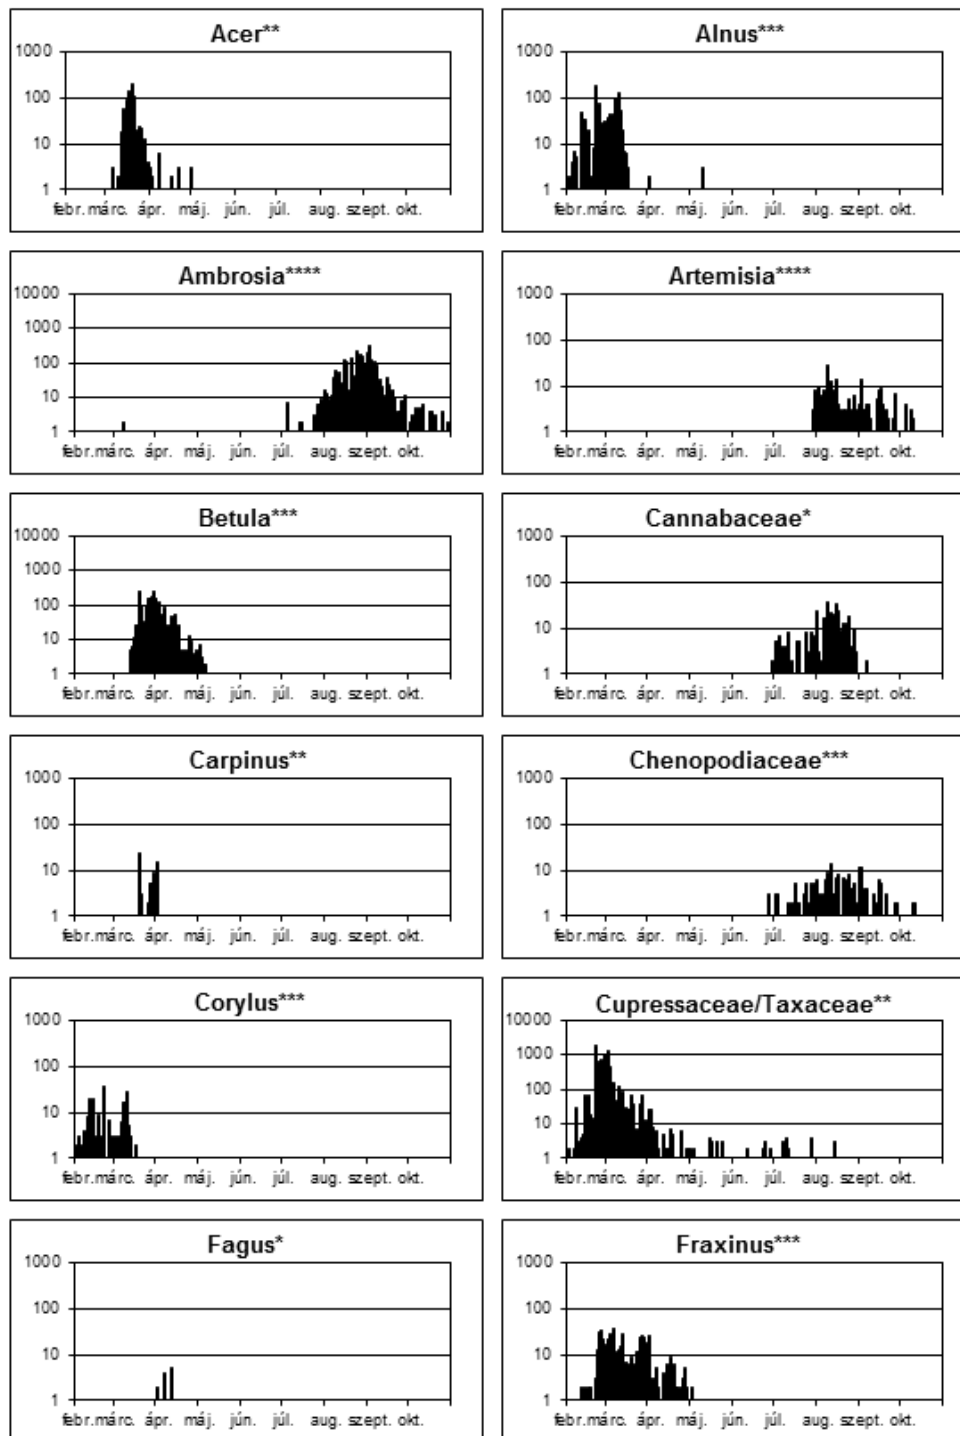 Acer**
1000
100
10
1
febr. márc. ápr. máj. jún. júl. aug. szept. okt.
Alnus***
1000
100
10
1
febr. márc. ápr. máj. jún. júl. aug. szept. okt.
Ambrosia****
10000
1000
100
10
1
febr. márc. ápr. máj. jún. júl. aug. szept. okt.
Artemisia****
1000
100
10
1
febr. márc. ápr. máj. jún. júl. aug. szept. okt.
Betula***
10000
1000
100
10
1
febr. márc. ápr. máj. jún. júl. aug. szept. okt.
Cannabaceae*
1000
100
10
1
febr. márc. ápr. máj. jún. júl. aug. szept. okt.
Carpinus**
1000
100
10
1
febr. márc. ápr. máj. jún. júl. aug. szept. okt.
Chenopodiaceae***
1000
100
10
1
febr. márc. ápr. máj. jún. júl. aug. szept. okt.
Corylus***
1000
100
10
1
febr. márc. ápr. máj. jún. júl. aug. szept. okt.
Cupressaceae/Taxaceae**
10000
1000
100
10
1
febr. márc. ápr. máj. jún. júl. aug. szept. okt.
Fagus*
1000
100
10
1
febr. márc. ápr. máj. jún. júl. aug. szept. okt.
Fraxinus***
1000
100
10
1
febr. márc. ápr. máj. jún. júl. aug. szept. okt.